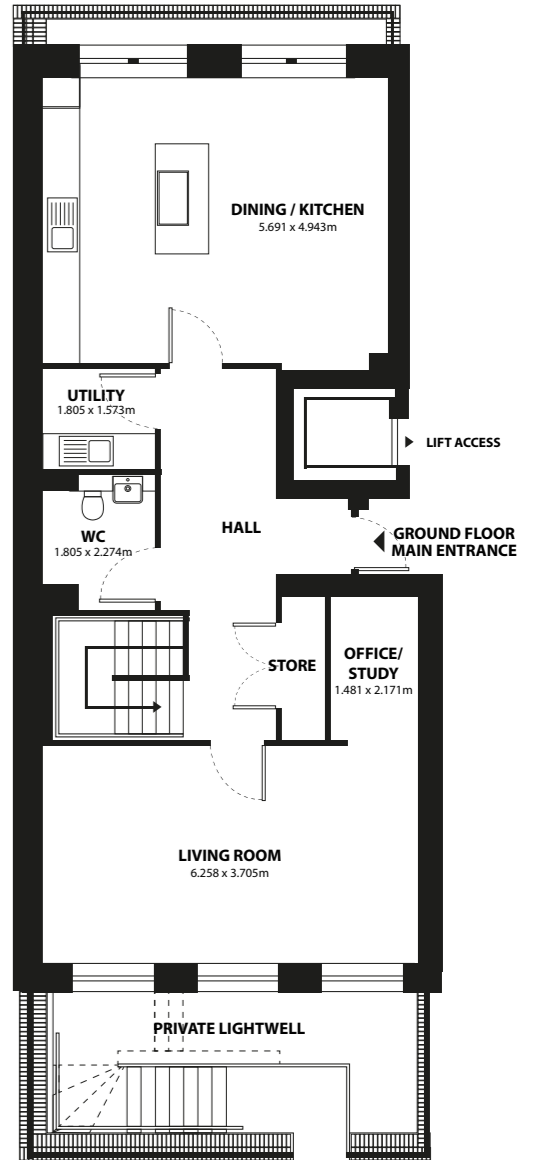 DINING / KITCHEN
5.691 x 4.943m
UTILITY
1.805 x 1.573m
LIFT ACCESS
HALL
GROUND FLOOR
MAIN ENTRANCE
WC
1.805 x 2.274m
STORE
OFFICE/
STUDY
1.481 x 2.171m
LIVING ROOM
6.258 x 3.705m
PRIVATE LIGHTWELL